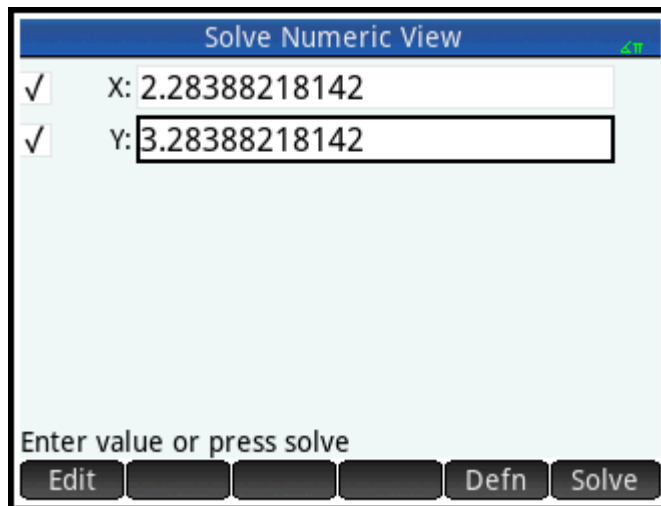 Solve Numeric View
∡π
√ X: 2.28388218142
√ Y: 3.28388218142
Enter value or press solve
Edit Defn Solve